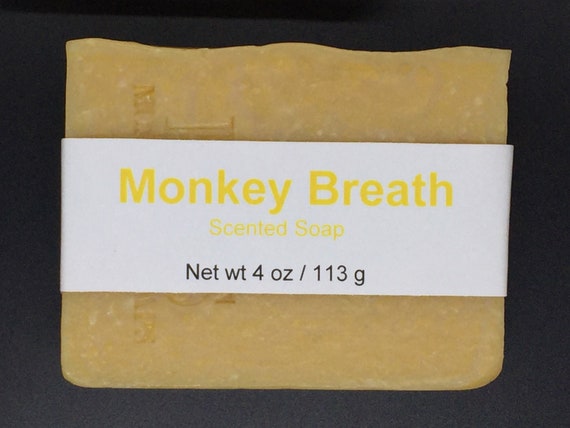 Monkey Breath
Scented Soap
Net wt 4 oz / 113 g